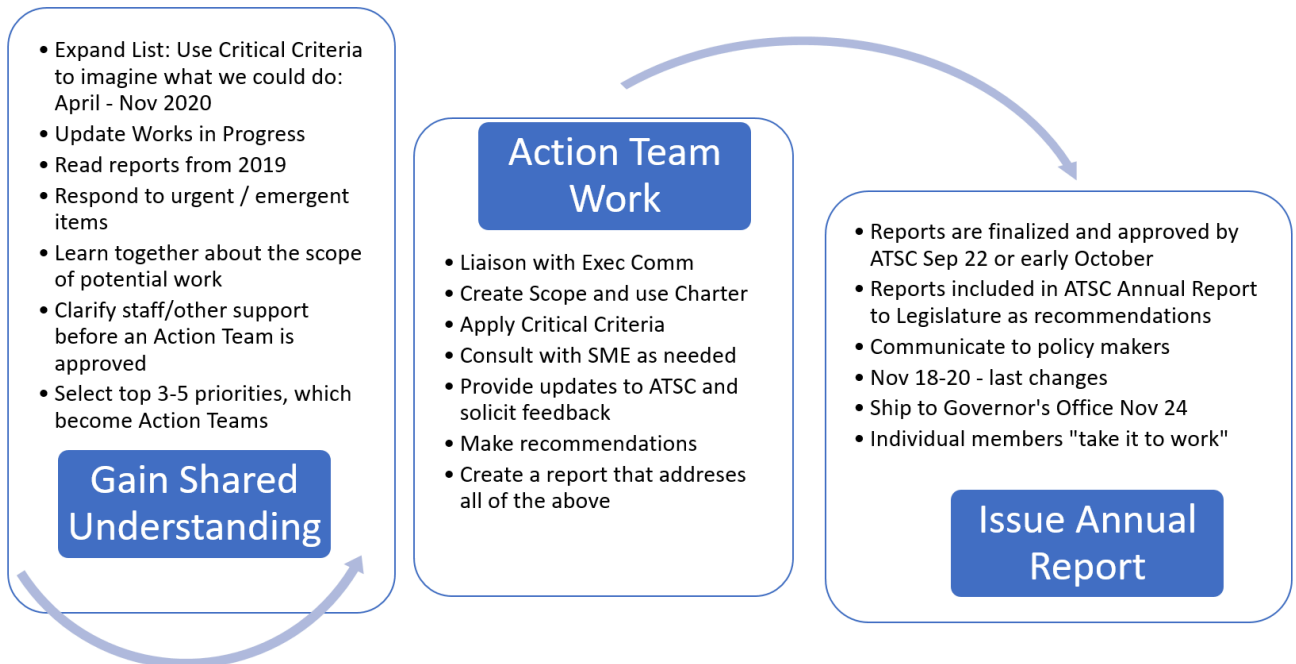 • Expand List: Use Critical Criteria
to imagine what we could do:
April - Nov 2020
• Update Works in Progress
• Read reports from 2019
• Respond to urgent / emergent
items
• Learn together about the scope
of potential work
• Clarify staff/other support
before an Action Team is
approved
• Select top 3-5 priorities, which
become Action Teams
Gain Shared
Understanding
Action Team
Work
• Liaison with Exec Comm
• Create Scope and use Charter
• Apply Critical Criteria
• Consult with SME as needed
• Provide updates to ATSC and
solicit feedback
• Make recommendations
• Create a report that addreses
all of the above
• Reports are finalized and approved by
ATSC Sep 22 or early October
• Reports included in ATSC Annual Report
to Legislature as recommendations
• Communicate to policy makers
• Nov 18-20 - last changes
• Ship to Governor's Office Nov 24
• Individual members "take it to work"
Issue Annual
Report